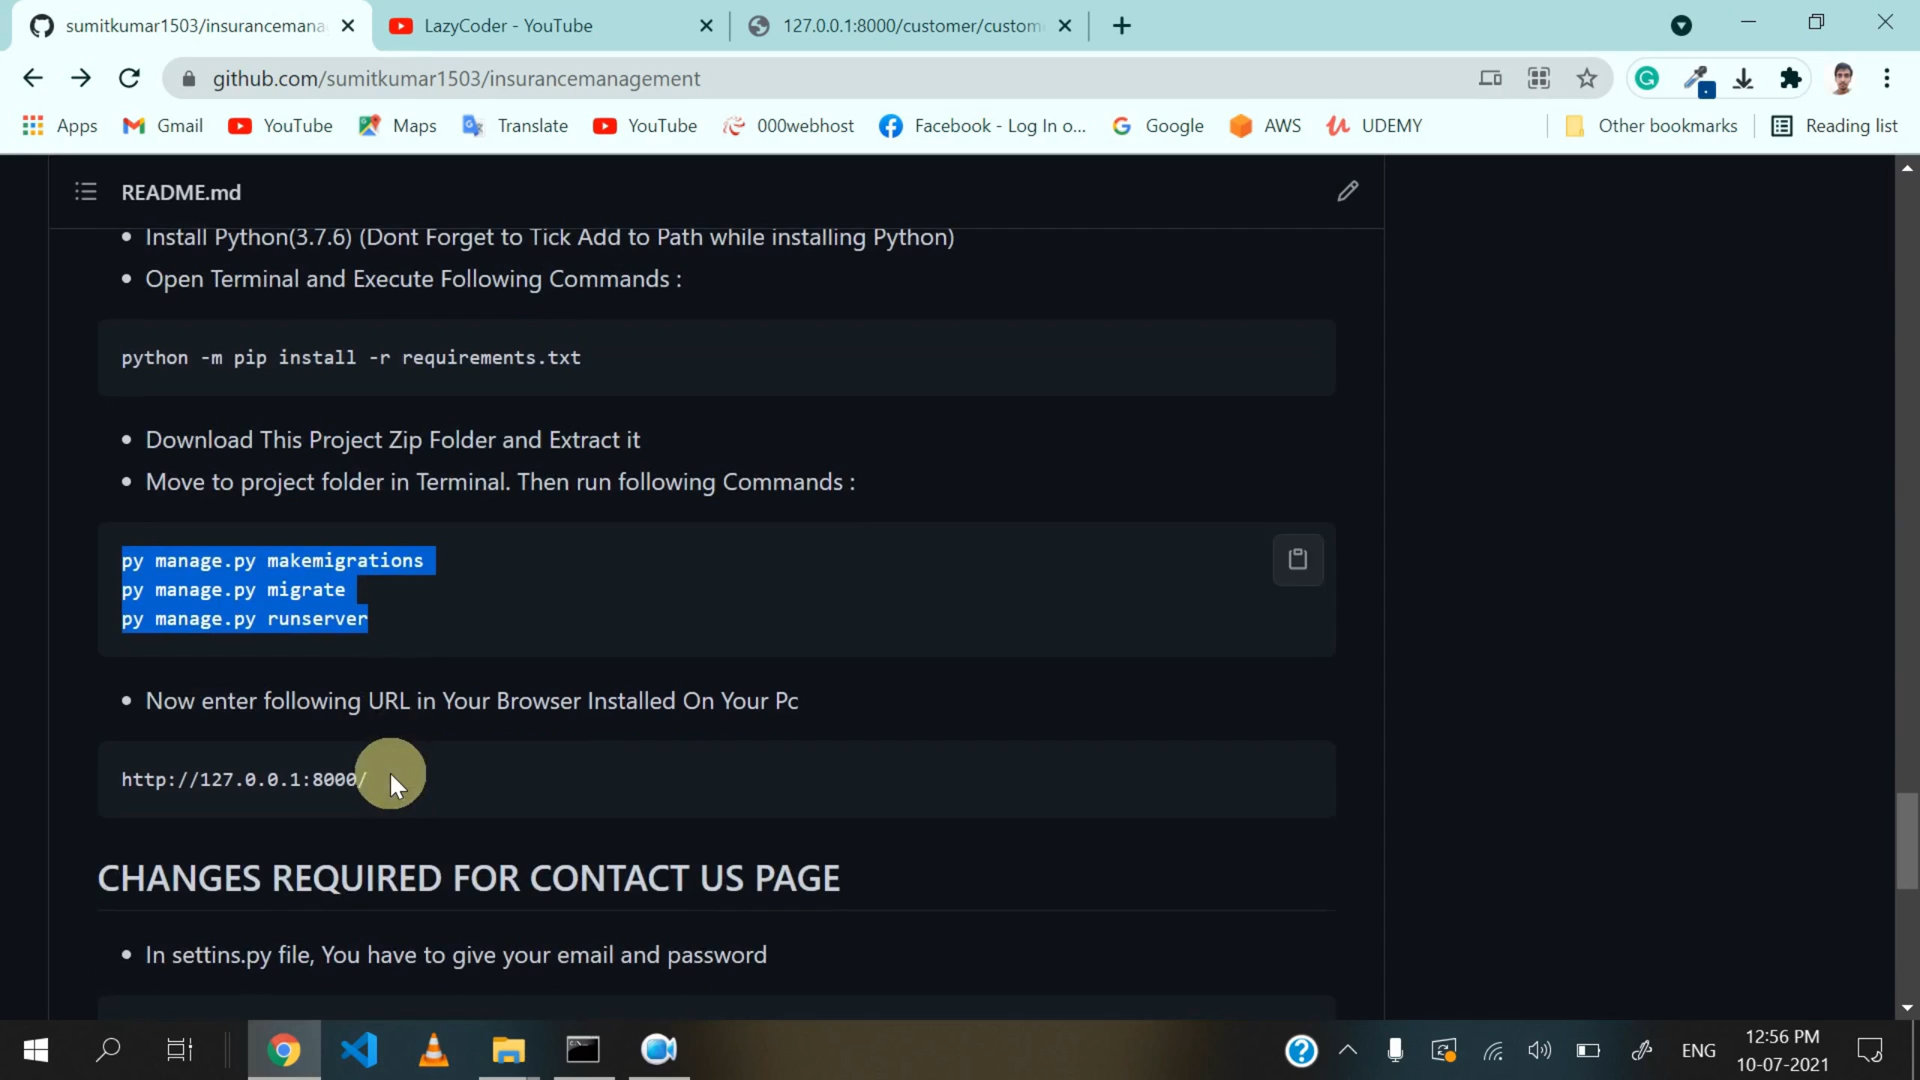 sumitkumar1503/insurancemana
LazyCoder - YouTube
127.0.0.1:8000/customer/custom
github.com/sumitkumar1503/insurancemanagement
Apps
Gmail
YouTube
Maps
Translate
YouTube
000webhost
Facebook - Log In o...
Google
AWS
UDEMY
Other bookmarks
Reading list
README.md
• Install Python(3.7.6) (Dont Forget to Tick Add to Path while installing Python)
• Open Terminal and Execute Following Commands :
python -m pip install -r requirements.txt
• Download This Project Zip Folder and Extract it
• Move to project folder in Terminal. Then run following Commands :
py manage.py makemigrations
py manage.py migrate
py manage.py runserver
• Now enter following URL in Your Browser Installed On Your Pc
http://127.0.0.1:8000/
CHANGES REQUIRED FOR CONTACT US PAGE
• In settins.py file, You have to give your email and password
ENG
12:56 PM
10-07-2021